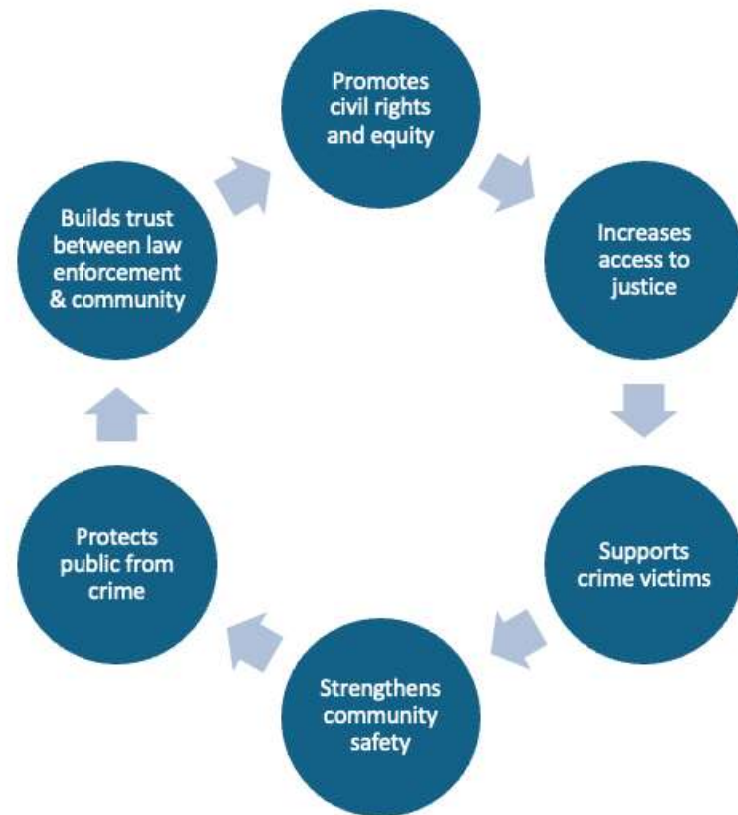 Promotes
civil rights
and equity
Increases
access to
justice
Supports
crime victims
Strengthens
community
safety
Protects
public from
crime
Builds trust
between law
enforcement
& community